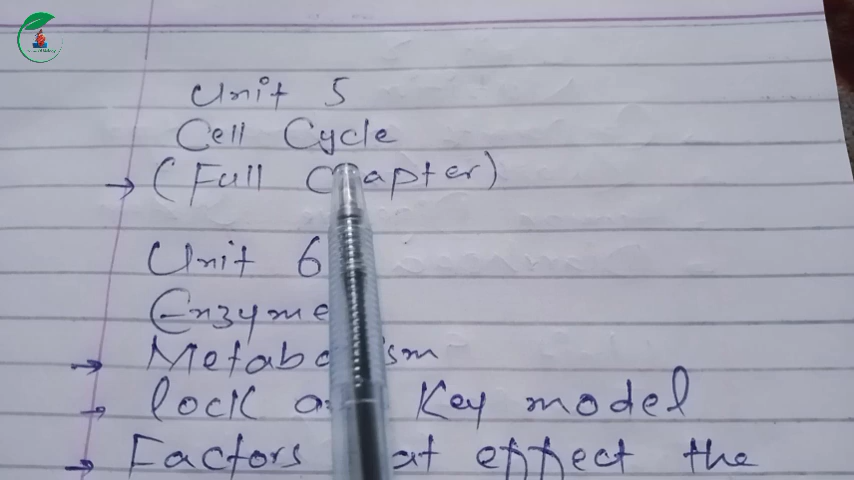 Unit 5
Cell Cycle
→ (Full Chapter)
Unit 6
Enzyme
→ Metabolism
→ lock and Key model
→ Factors that effect the